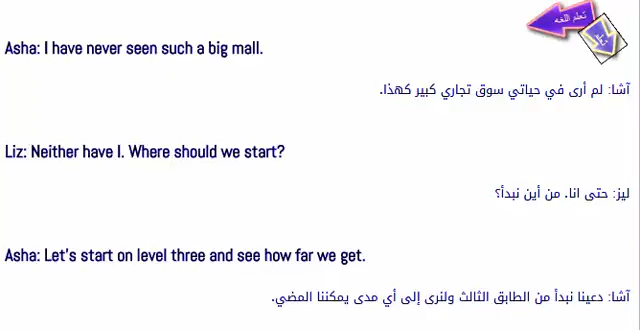 تعلم اللغه
Asha: I have never seen such a big mall.
آشا: لم أرى في حياتي سوق تجاري كبير كهذا.
Liz: Neither have I. Where should we start?
ليز: حتى انا. من أين نبدأ؟
Asha: Let's start on level three and see how far we get.
آشا: دعينا نبدأ من الطابق الثالث ولنرى إلى أي مدى يمكننا المضي.